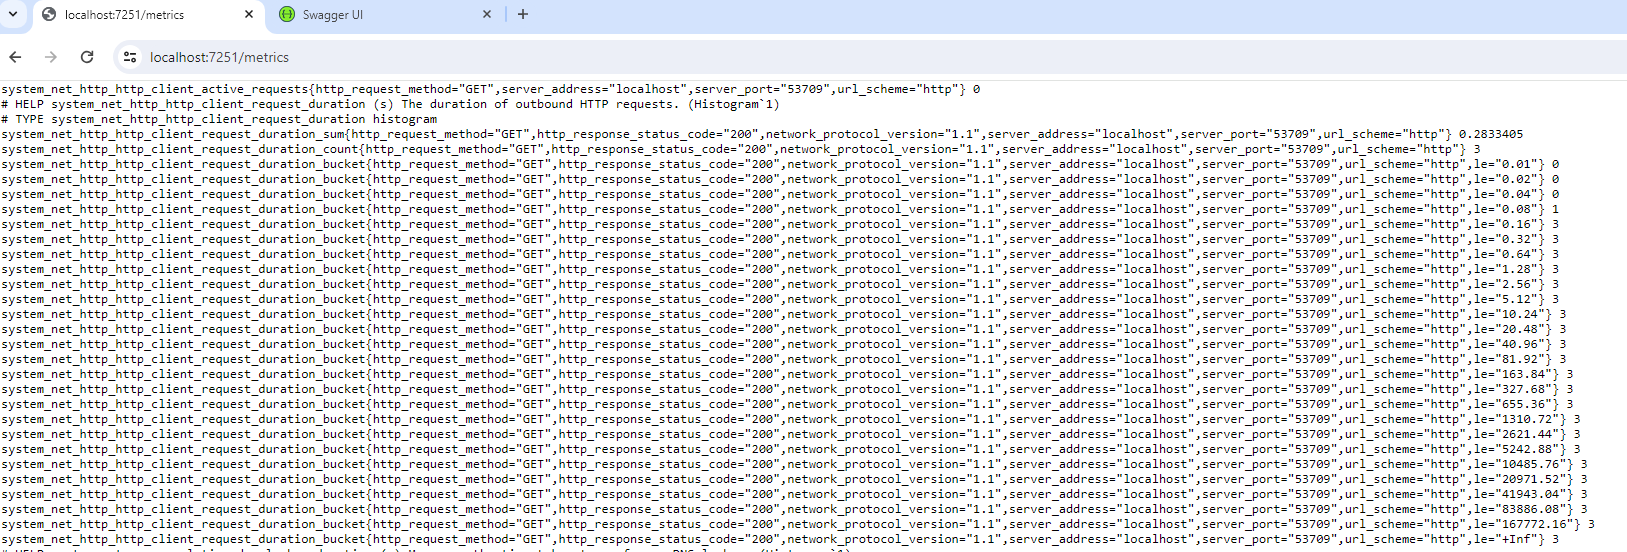 localhost:7251/metrics
Swagger UI
localhost:7251/metrics
system_net_http_http_client_active_requests{http_request_method="GET",server_address="localhost",server_port="53709",url_scheme="http"} 0
# HELP system_net_http_http_client_request_duration (s) The duration of outbound HTTP requests. (Histogram`1)
# TYPE system_net_http_http_client_request_duration histogram
system_net_http_http_client_request_duration_sum{http_request_method="GET",http_response_status_code="200",network_protocol_version="1.1",server_address="localhost",server_port="53709",url_scheme="http"} 0.2833405
system_net_http_http_client_request_duration_count{http_request_method="GET",http_response_status_code="200",network_protocol_version="1.1",server_address="localhost",server_port="53709",url_scheme="http"} 3
system_net_http_http_client_request_duration_bucket{http_request_method="GET",http_response_status_code="200",network_protocol_version="1.1",server_address="localhost",server_port="53709",url_scheme="http",le="0.01"} 0
system_net_http_http_client_request_duration_bucket{http_request_method="GET",http_response_status_code="200",network_protocol_version="1.1",server_address="localhost",server_port="53709",url_scheme="http",le="0.02"} 0
system_net_http_http_client_request_duration_bucket{http_request_method="GET",http_response_status_code="200",network_protocol_version="1.1",server_address="localhost",server_port="53709",url_scheme="http",le="0.04"} 0
system_net_http_http_client_request_duration_bucket{http_request_method="GET",http_response_status_code="200",network_protocol_version="1.1",server_address="localhost",server_port="53709",url_scheme="http",le="0.08"} 1
system_net_http_http_client_request_duration_bucket{http_request_method="GET",http_response_status_code="200",network_protocol_version="1.1",server_address="localhost",server_port="53709",url_scheme="http",le="0.16"} 3
system_net_http_http_client_request_duration_bucket{http_request_method="GET",http_response_status_code="200",network_protocol_version="1.1",server_address="localhost",server_port="53709",url_scheme="http",le="0.32"} 3
system_net_http_http_client_request_duration_bucket{http_request_method="GET",http_response_status_code="200",network_protocol_version="1.1",server_address="localhost",server_port="53709",url_scheme="http",le="0.64"} 3
system_net_http_http_client_request_duration_bucket{http_request_method="GET",http_response_status_code="200",network_protocol_version="1.1",server_address="localhost",server_port="53709",url_scheme="http",le="1.28"} 3
system_net_http_http_client_request_duration_bucket{http_request_method="GET",http_response_status_code="200",network_protocol_version="1.1",server_address="localhost",server_port="53709",url_scheme="http",le="2.56"} 3
system_net_http_http_client_request_duration_bucket{http_request_method="GET",http_response_status_code="200",network_protocol_version="1.1",server_address="localhost",server_port="53709",url_scheme="http",le="5.12"} 3
system_net_http_http_client_request_duration_bucket{http_request_method="GET",http_response_status_code="200",network_protocol_version="1.1",server_address="localhost",server_port="53709",url_scheme="http",le="10.24"} 3
system_net_http_http_client_request_duration_bucket{http_request_method="GET",http_response_status_code="200",network_protocol_version="1.1",server_address="localhost",server_port="53709",url_scheme="http",le="20.48"} 3
system_net_http_http_client_request_duration_bucket{http_request_method="GET",http_response_status_code="200",network_protocol_version="1.1",server_address="localhost",server_port="53709",url_scheme="http",le="40.96"} 3
system_net_http_http_client_request_duration_bucket{http_request_method="GET",http_response_status_code="200",network_protocol_version="1.1",server_address="localhost",server_port="53709",url_scheme="http",le="81.92"} 3
system_net_http_http_client_request_duration_bucket{http_request_method="GET",http_response_status_code="200",network_protocol_version="1.1",server_address="localhost",server_port="53709",url_scheme="http",le="163.84"} 3
system_net_http_http_client_request_duration_bucket{http_request_method="GET",http_response_status_code="200",network_protocol_version="1.1",server_address="localhost",server_port="53709",url_scheme="http",le="327.68"} 3
system_net_http_http_client_request_duration_bucket{http_request_method="GET",http_response_status_code="200",network_protocol_version="1.1",server_address="localhost",server_port="53709",url_scheme="http",le="655.36"} 3
system_net_http_http_client_request_duration_bucket{http_request_method="GET",http_response_status_code="200",network_protocol_version="1.1",server_address="localhost",server_port="53709",url_scheme="http",le="1310.72"} 3
system_net_http_http_client_request_duration_bucket{http_request_method="GET",http_response_status_code="200",network_protocol_version="1.1",server_address="localhost",server_port="53709",url_scheme="http",le="2621.44"} 3
system_net_http_http_client_request_duration_bucket{http_request_method="GET",http_response_status_code="200",network_protocol_version="1.1",server_address="localhost",server_port="53709",url_scheme="http",le="5242.88"} 3
system_net_http_http_client_request_duration_bucket{http_request_method="GET",http_response_status_code="200",network_protocol_version="1.1",server_address="localhost",server_port="53709",url_scheme="http",le="10485.76"} 3
system_net_http_http_client_request_duration_bucket{http_request_method="GET",http_response_status_code="200",network_protocol_version="1.1",server_address="localhost",server_port="53709",url_scheme="http",le="20971.52"} 3
system_net_http_http_client_request_duration_bucket{http_request_method="GET",http_response_status_code="200",network_protocol_version="1.1",server_address="localhost",server_port="53709",url_scheme="http",le="41943.04"} 3
system_net_http_http_client_request_duration_bucket{http_request_method="GET",http_response_status_code="200",network_protocol_version="1.1",server_address="localhost",server_port="53709",url_scheme="http",le="83886.08"} 3
system_net_http_http_client_request_duration_bucket{http_request_method="GET",http_response_status_code="200",network_protocol_version="1.1",server_address="localhost",server_port="53709",url_scheme="http",le="167772.16"} 3
system_net_http_http_client_request_duration_bucket{http_request_method="GET",http_response_status_code="200",network_protocol_version="1.1",server_address="localhost",server_port="53709",url_scheme="http",le="+Inf"} 3